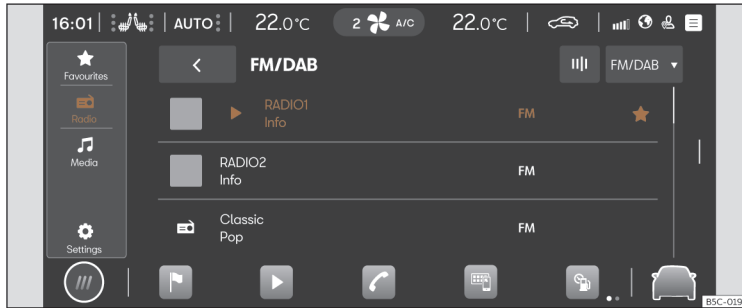 16:01
AUTO
22.0°C
2 A/C
22.0°C
Favourites
FM/DAB
FM/DAB ▼
Radio
RADIO1
Info
FM
Media
RADIO2
Info
FM
Settings
Classic
Pop
FM
B5C-019